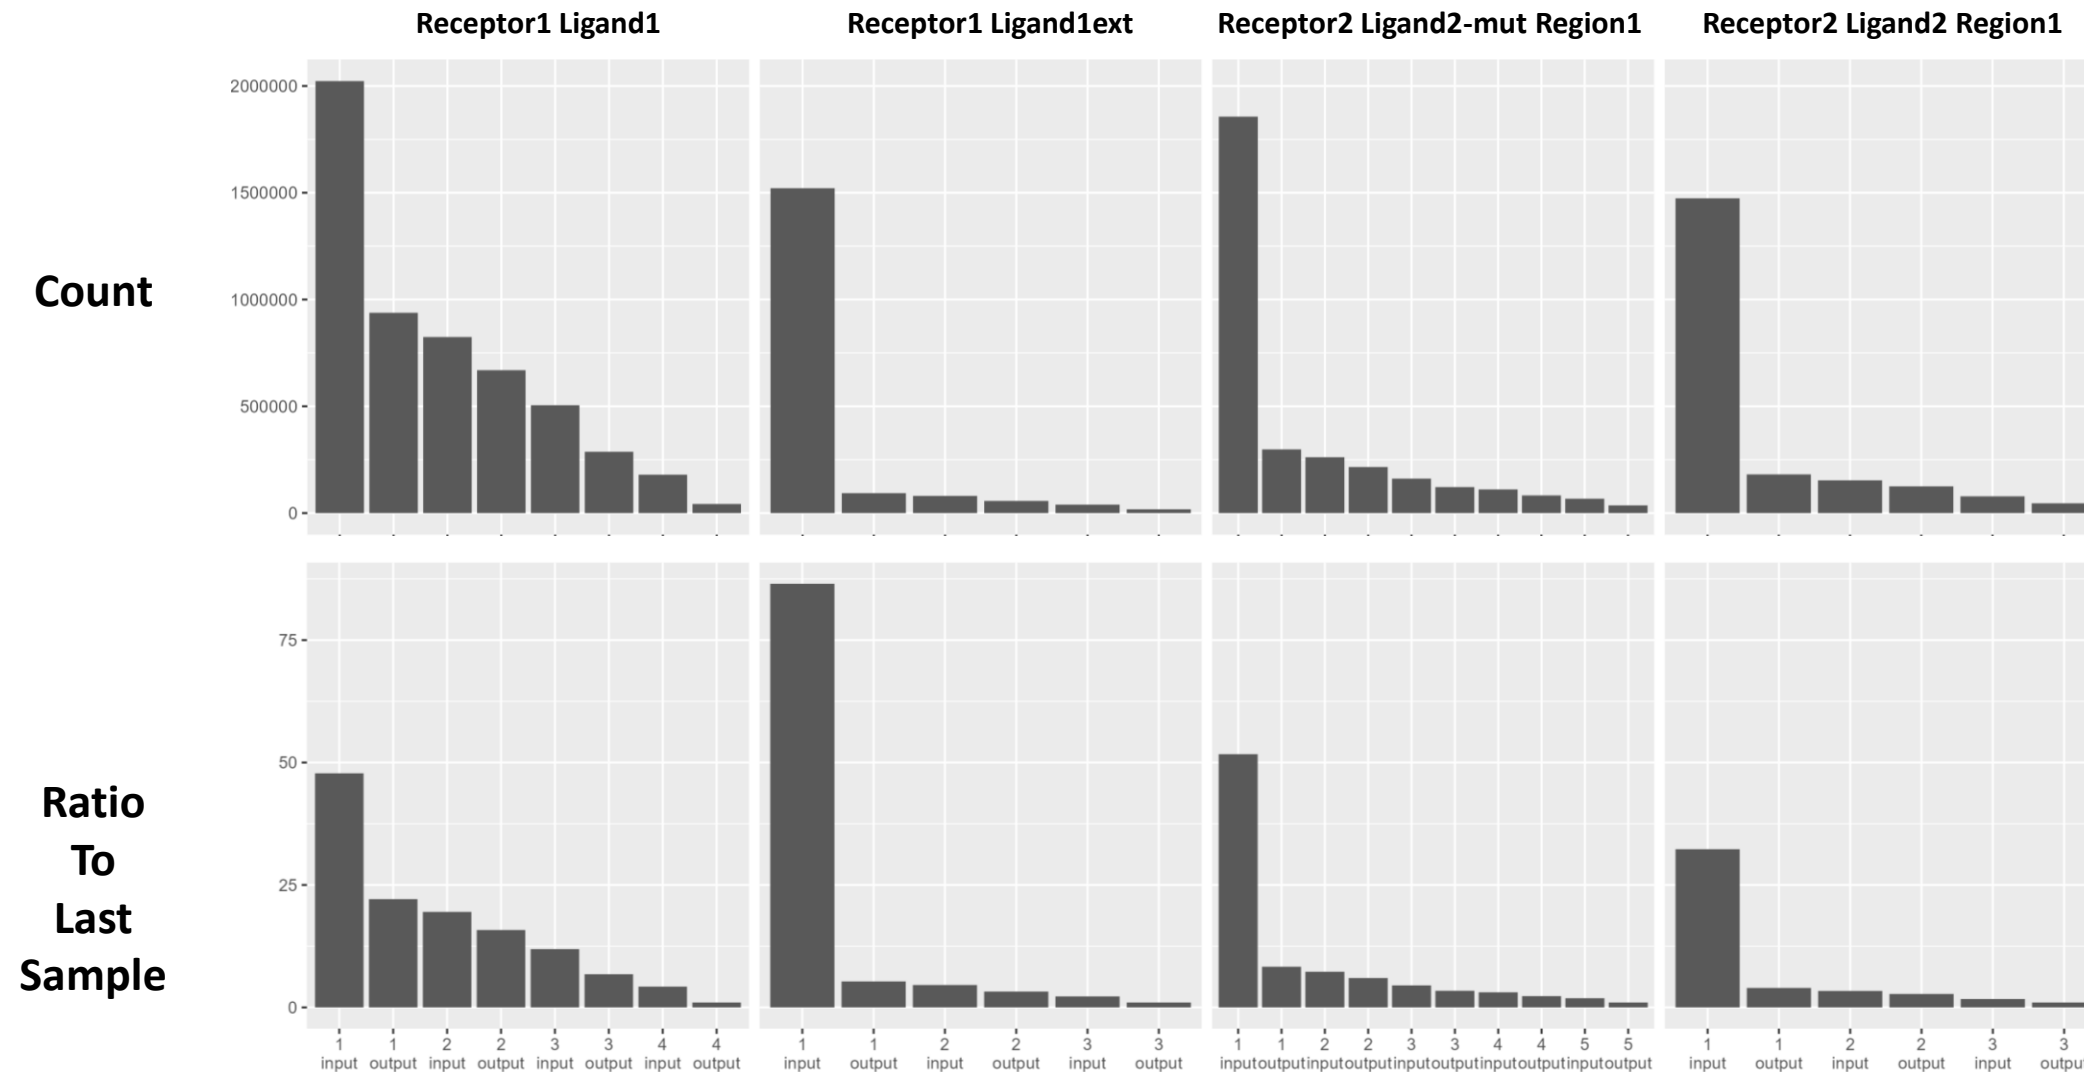 Receptor1 Ligand1
Receptor1 Ligand1ext
Receptor2 Ligand2-mut Region1
Receptor2 Ligand2 Region1
Count
2000000
1500000
1000000
500000
0
Ratio
To
Last
Sample
75
50
25
0
1 1 2 2 3 3 4 4
input output input output input output input output
1 1 2 2 3 3
input output input output input output
1 1 2 2 3 3 4 4 5 5
input output input output input output input output input output
1 1 2 2 3 3
input output input output input output